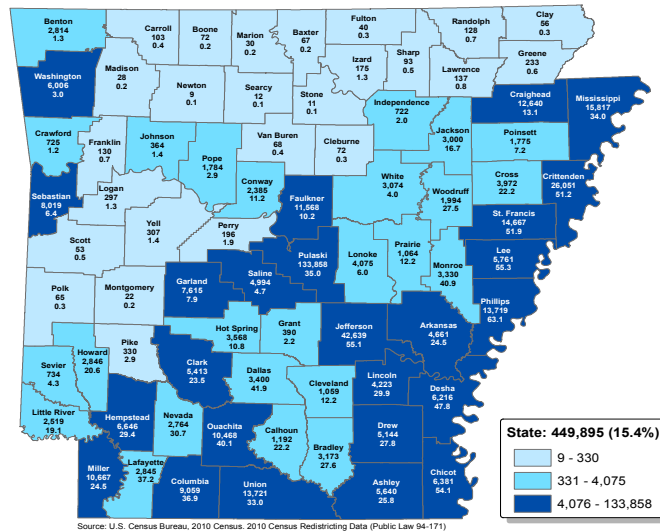 Benton
2,814
1.3
Carroll
103
0.4
Boone
72
0.2
Marion
30
0.2
Baxter
67
0.2
Fulton
40
0.3
Randolph
128
0.7
Clay
56
0.3
Washington
6,006
3.0
Madison
28
0.2
Newton
9
0.1
Searcy
12
0.1
Stone
11
0.1
Izard
175
1.3
Sharp
93
0.5
Lawrence
137
0.8
Greene
233
0.6
Craighead
12,640
13.1
Mississippi
15,817
34.0
Crawford
725
1.2
Franklin
130
0.7
Johnson
364
1.4
Pope
1,784
2.9
Van Buren
68
0.4
Cleburne
72
0.3
Independence
722
2.0
Jackson
3,000
16.7
Poinsett
1,775
7.2
Sebastian
8,019
6.4
Logan
297
1.3
Conway
2,385
11.2
Faulkner
11,568
10.2
White
3,074
4.0
Woodruff
1,994
27.5
Cross
3,972
22.2
Crittenden
26,051
51.2
St. Francis
14,667
51.9
Scott
53
0.5
Yell
307
1.4
Perry
196
1.9
Pulaski
133,858
35.0
Lonoke
4,075
6.0
Prairie
1,064
12.2
Monroe
3,330
40.9
Lee
5,761
55.3
Phillips
13,719
63.1
Polk
65
0.3
Montgomery
22
0.2
Garland
7,615
7.9
Saline
4,994
4.7
Hot Spring
3,568
10.8
Grant
390
2.2
Jefferson
42,639
55.1
Arkansas
4,661
24.5
Sevier
734
4.3
Howard
2,846
20.6
Pike
330
2.9
Clark
5,413
23.5
Dallas
3,400
41.9
Cleveland
1,059
12.2
Lincoln
4,223
29.9
Desha
6,216
47.8
Little River
2,519
19.1
Hempstead
6,646
29.4
Nevada
2,764
30.7
Ouachita
10,468
40.1
Calhoun
1,192
22.2
Bradley
3,173
27.6
Drew
5,144
27.8
Miller
10,667
24.5
Lafayette
2,845
37.2
Columbia
9,059
36.9
Union
13,721
33.0
Ashley
5,640
25.8
Chicot
6,381
54.1
State: 449,895 (15.4%)
9 - 330
331 - 4,075
4,076 - 133,858
Source: U.S. Census Bureau, 2010 Census. 2010 Census Redistricting Data (Public Law 94-171)